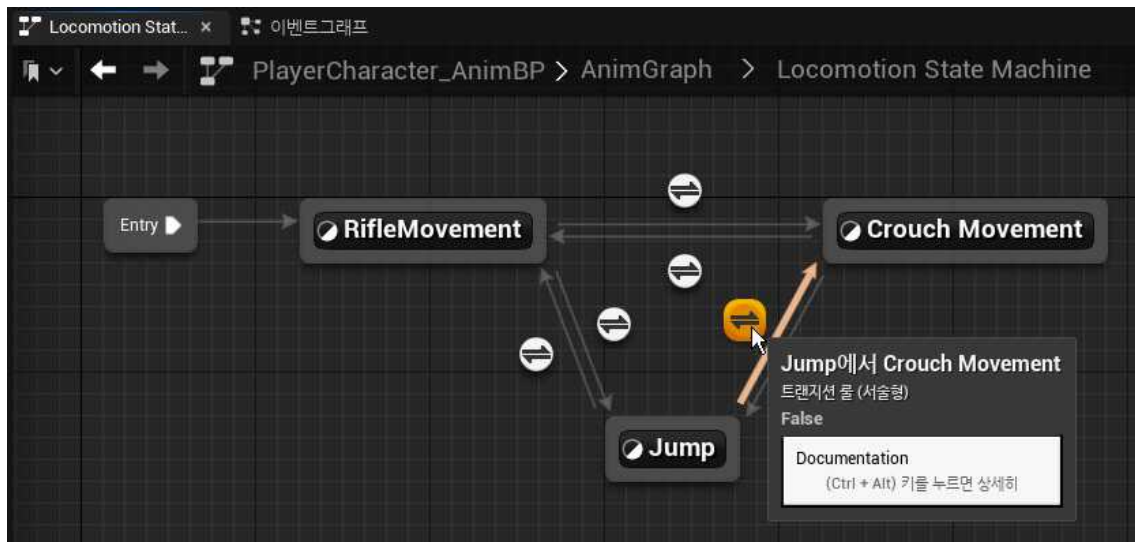 Locomotion Stat... × 이벤트그래프
PlayerCharacter_AnimBP > AnimGraph > Locomotion State Machine
Entry
RifleMovement
Crouch Movement
Jump에서 Crouch Movement
트랜지션 룰 (서술형)
False
Jump
Documentation
(Ctrl + Alt) 키를 누르면 상세히